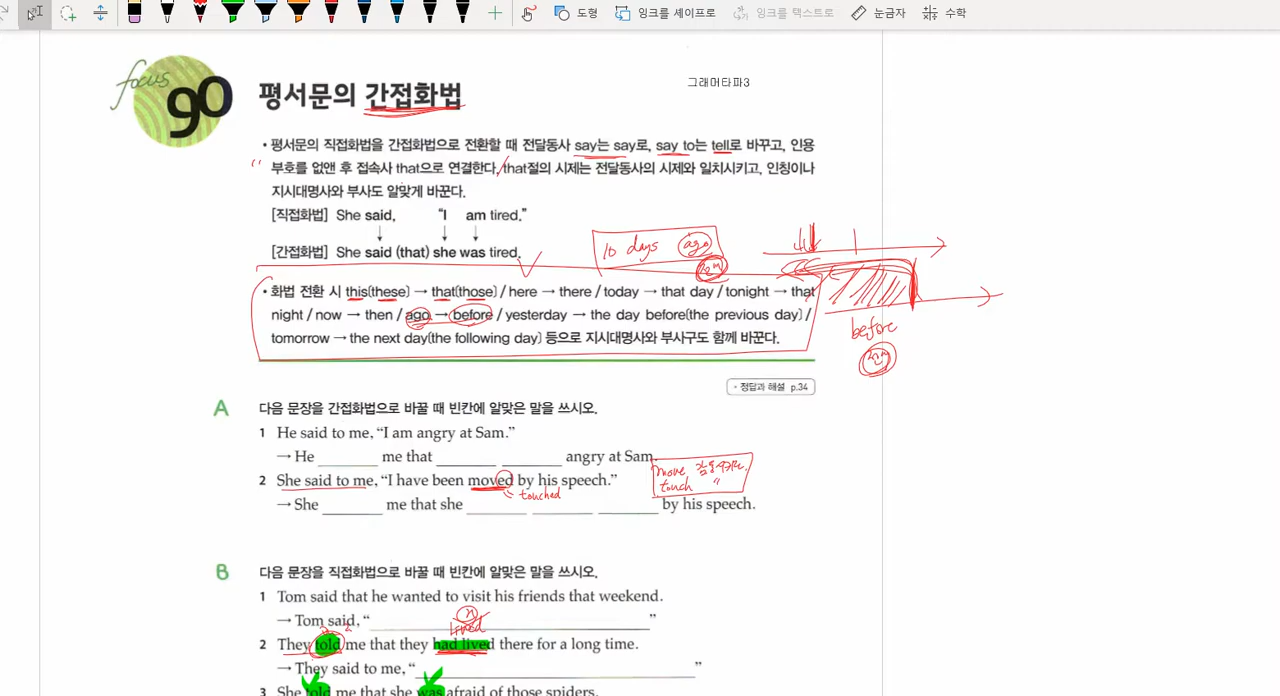 도형 잉크를 셰이프로 잉크를 텍스트로 눈금자 수학
focus 90 평서문의 간접화법
그래머타파3
• 평서문의 직접화법을 간접화법으로 전환할 때 전달동사 say는 say로, say to는 tell로 바꾸고, 인용
부호를 없앤 후 접속사 that으로 연결한다. that절의 시제는 전달동사의 시제와 일치시키고, 인칭이나
지시대명사와 부사도 알맞게 바꾼다.
[직접화법] She said, “I am tired.”
[간접화법] She said (that) she was tired.
10 days ago
• 화법 전환 시 this(these) → that(those) / here → there / today → that day / tonight → that
night / now → then / ago → before / yesterday → the day before(the previous day) /
tomorrow → the next day(the following day) 등으로 지시대명사와 부사구도 함께 바꾼다.
before
• 정답과 해설 p.34
A 다음 문장을 간접화법으로 바꿀 때 빈칸에 알맞은 말을 쓰시오.
1 He said to me, “I am angry at Sam.”
→ He ______ me that ______ ______ angry at Sam.
2 She said to me, “I have been moved by his speech.”
touched
move 감동시키다
touch 〃
→ She ______ me that she ______ ______ ______ by his speech.
B 다음 문장을 직접화법으로 바꿀 때 빈칸에 알맞은 말을 쓰시오.
1 Tom said that he wanted to visit his friends that weekend.
→ Tom said, “______”
lived
2 They told me that they had lived there for a long time.
→ They said to me, “______”
3 She told me that she was afraid of those spiders.